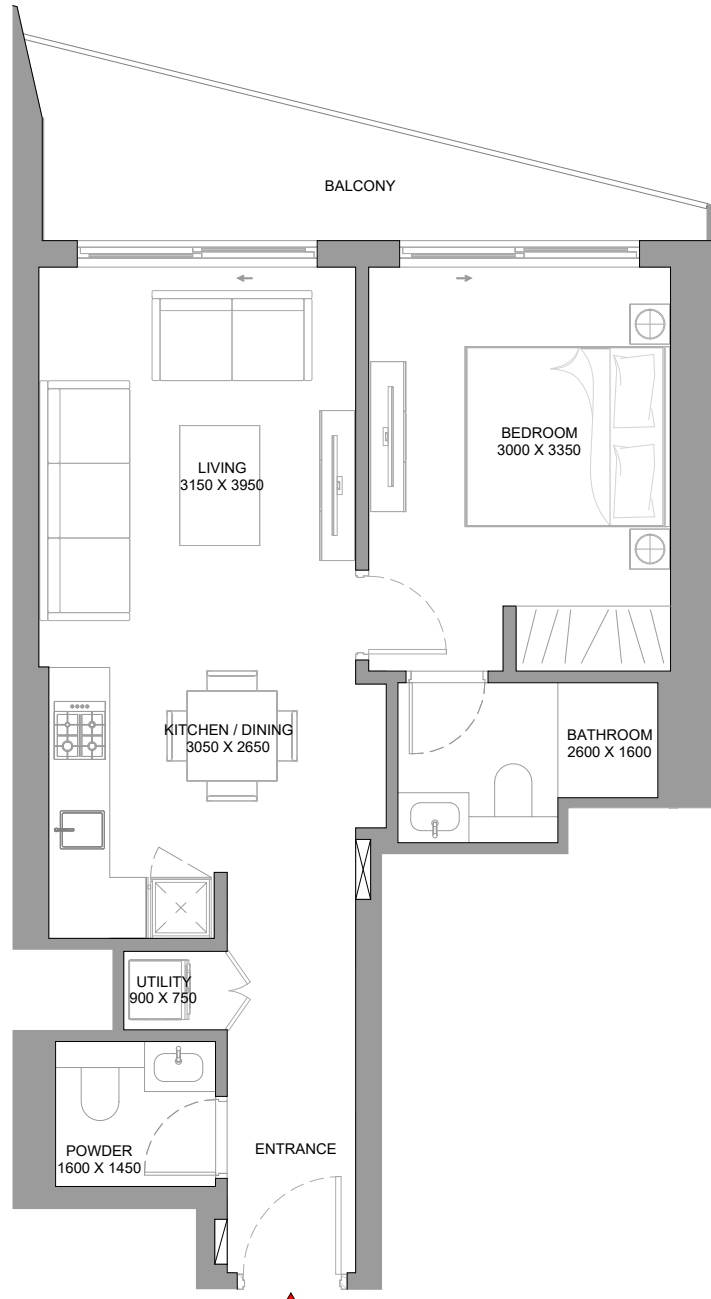 BALCONY
LIVING
3150 X 3950
BEDROOM
3000 X 3350
KITCHEN / DINING
3050 X 2650
BATHROOM
2600 X 1600
UTILITY
900 X 750
POWDER
1600 X 1450
ENTRANCE